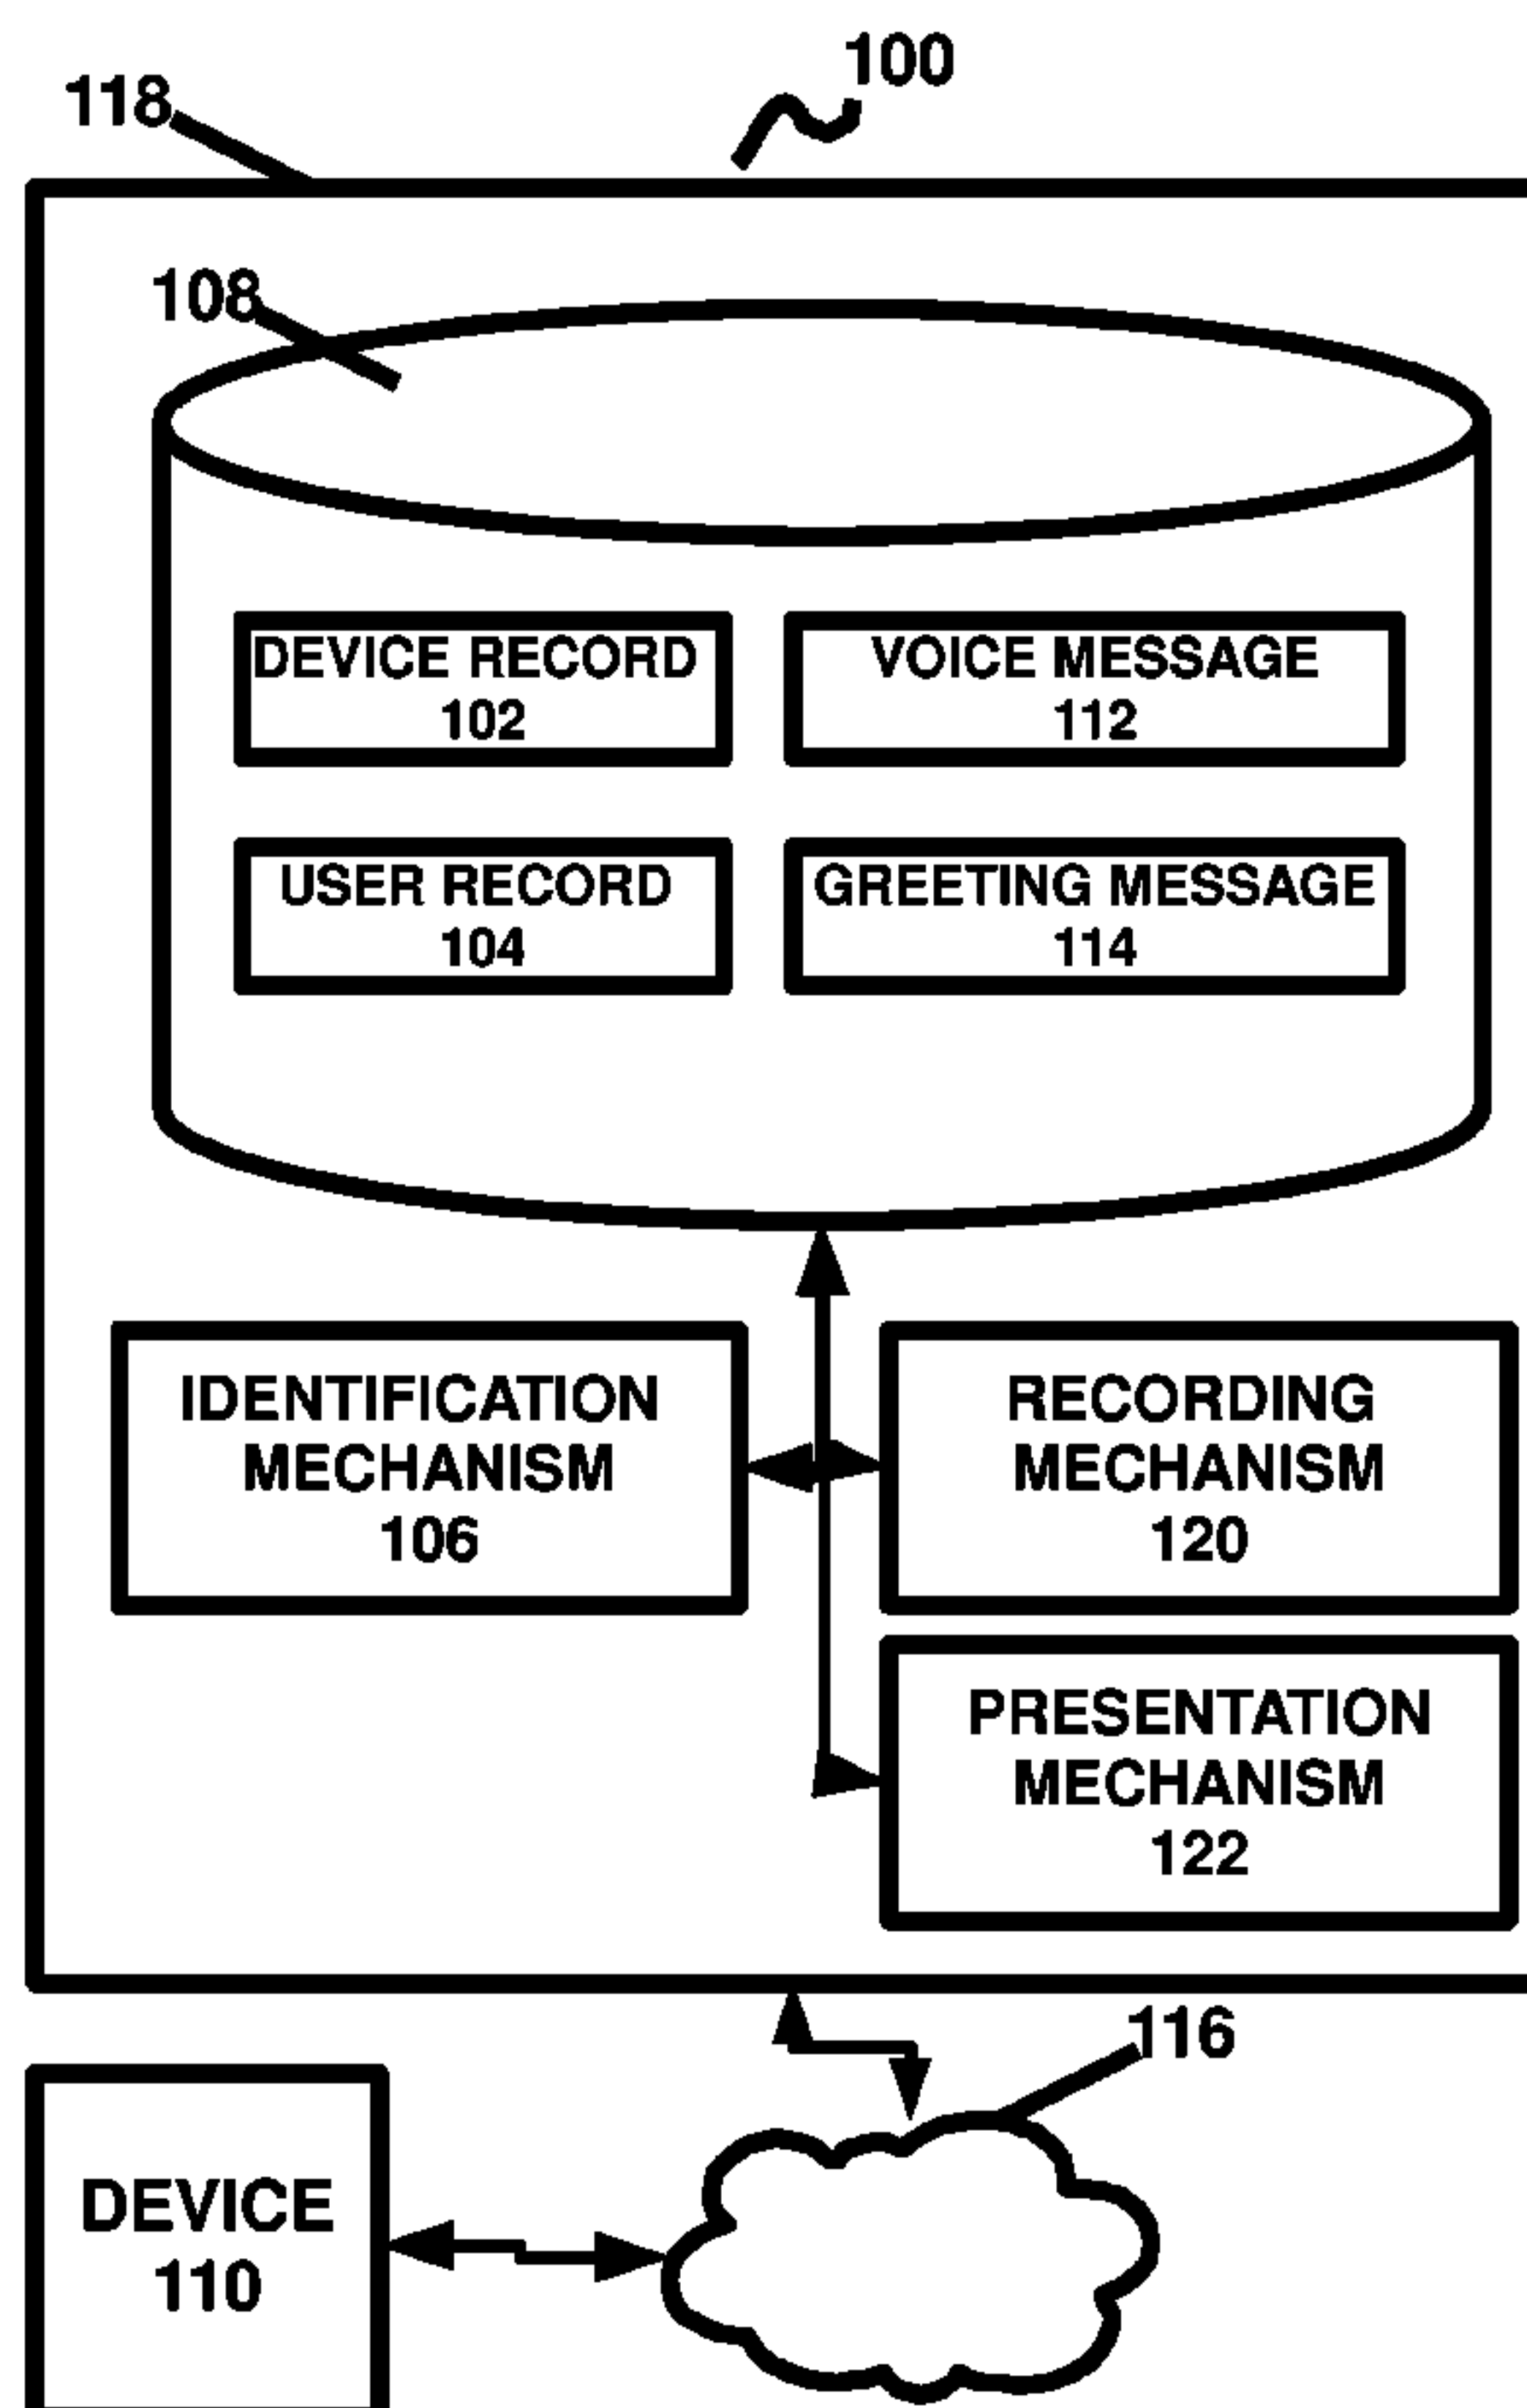 100
118
108
DEVICE RECORD
102
VOICE MESSAGE
112
USER RECORD
104
GREETING MESSAGE
114
IDENTIFICATION
MECHANISM
106
RECORDING
MECHANISM
120
PRESENTATION
MECHANISM
122
116
DEVICE
110